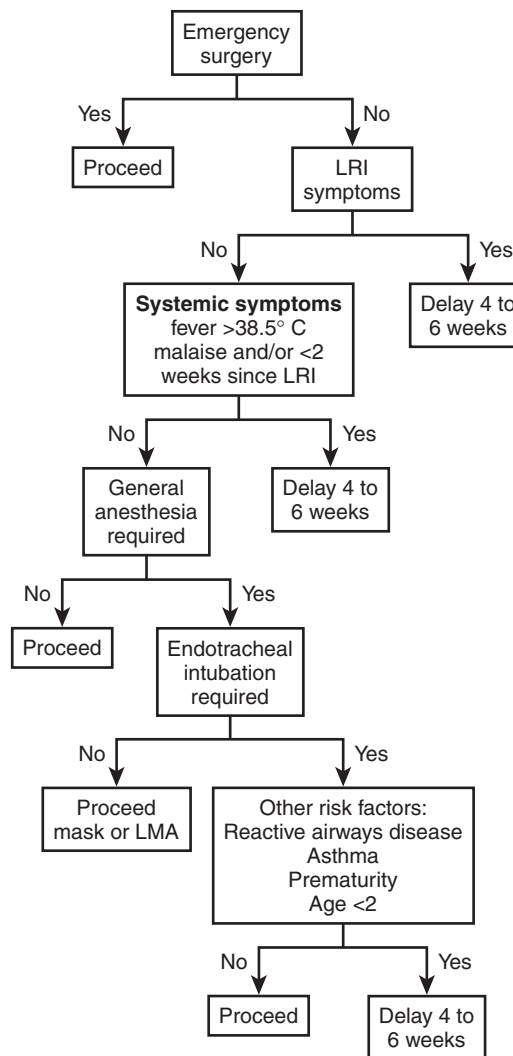 Emergency
surgery
Yes
No
Proceed
LRI
symptoms
No
Yes
Systemic symptoms
fever >38.5° C
malaise and/or <2
weeks since LRI
Delay 4 to
6 weeks
No
Yes
General
anesthesia
required
Delay 4 to
6 weeks
No
Yes
Proceed
Endotracheal
intubation
required
No
Yes
Proceed
mask or LMA
Other risk factors:
Reactive airways disease
Asthma
Prematurity
Age <2
No
Yes
Proceed
Delay 4 to
6 weeks